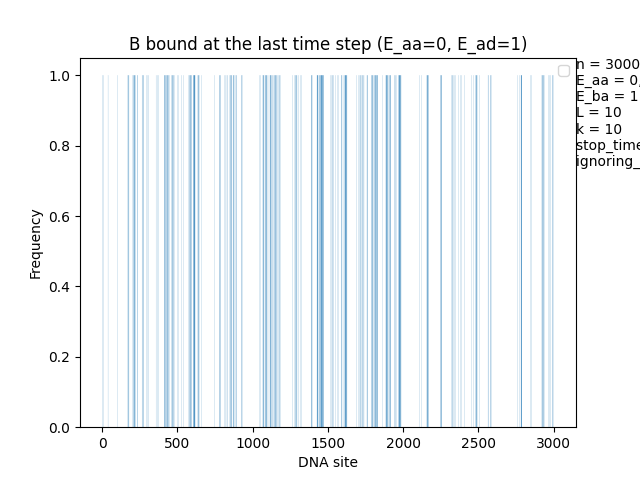 B bound at the last time step (E_aa=0, E_ad=1)
n = 3000
E_aa = 0,
E_ba = 1
L = 10
k = 10
stop_time
ignoring_
1.0
0.8
0.6
0.4
0.2
0.0
Frequency
0 500 1000 1500 2000 2500 3000
DNA site